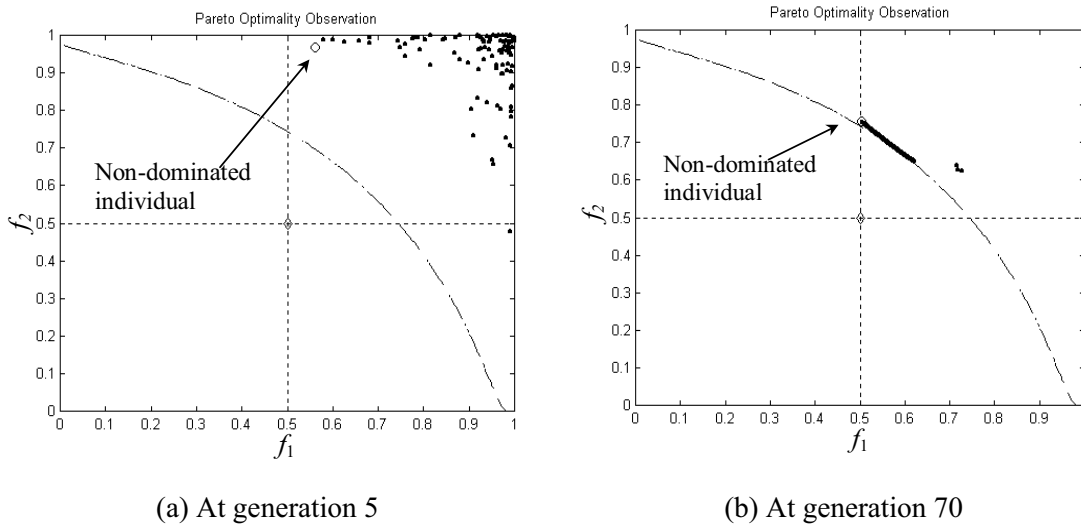 Pareto Optimality Observation
1
0.9
0.8
0.7
0.6
0.5
0.4
0.3
0.2
0.1
0
f2
Non-dominated
individual
0 0.1 0.2 0.3 0.4 0.5 0.6 0.7 0.8 0.9 1
f1
(a) At generation 5
Pareto Optimality Observation
1
0.9
0.8
0.7
0.6
0.5
0.4
0.3
0.2
0.1
0
f2
Non-dominated
individual
0 0.1 0.2 0.3 0.4 0.5 0.6 0.7 0.8 0.9
f1
(b) At generation 70